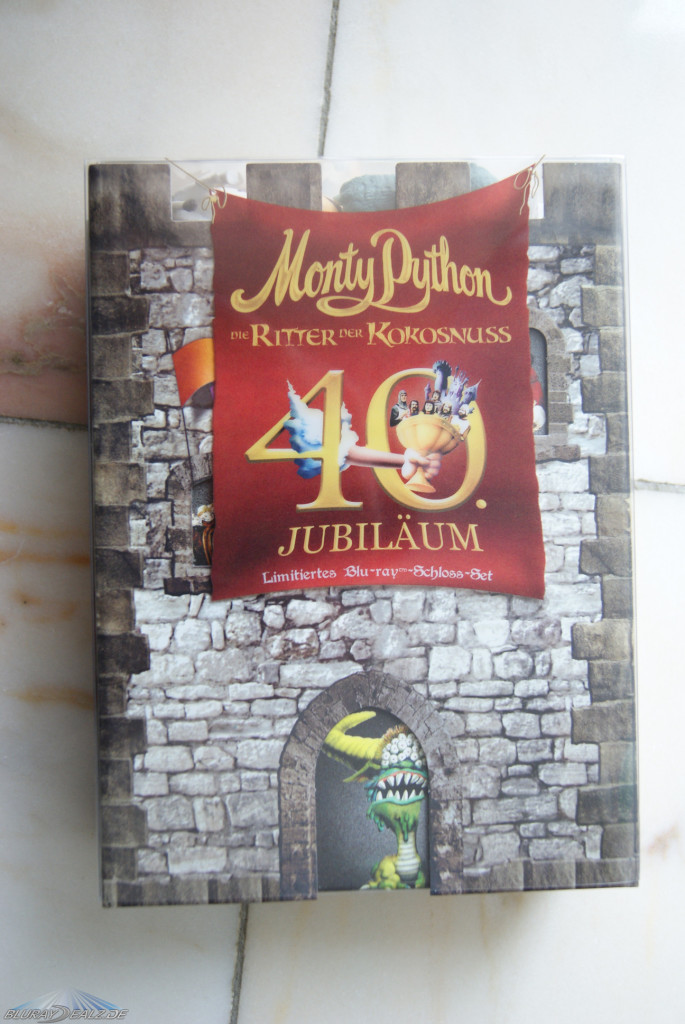 Monty Python
DIE RITTER DER KOKOSNUSS
40.
JUBILÄUM
Limitiertes Blu-ray™-Schloss-Set
BLURAYDEALZ.DE